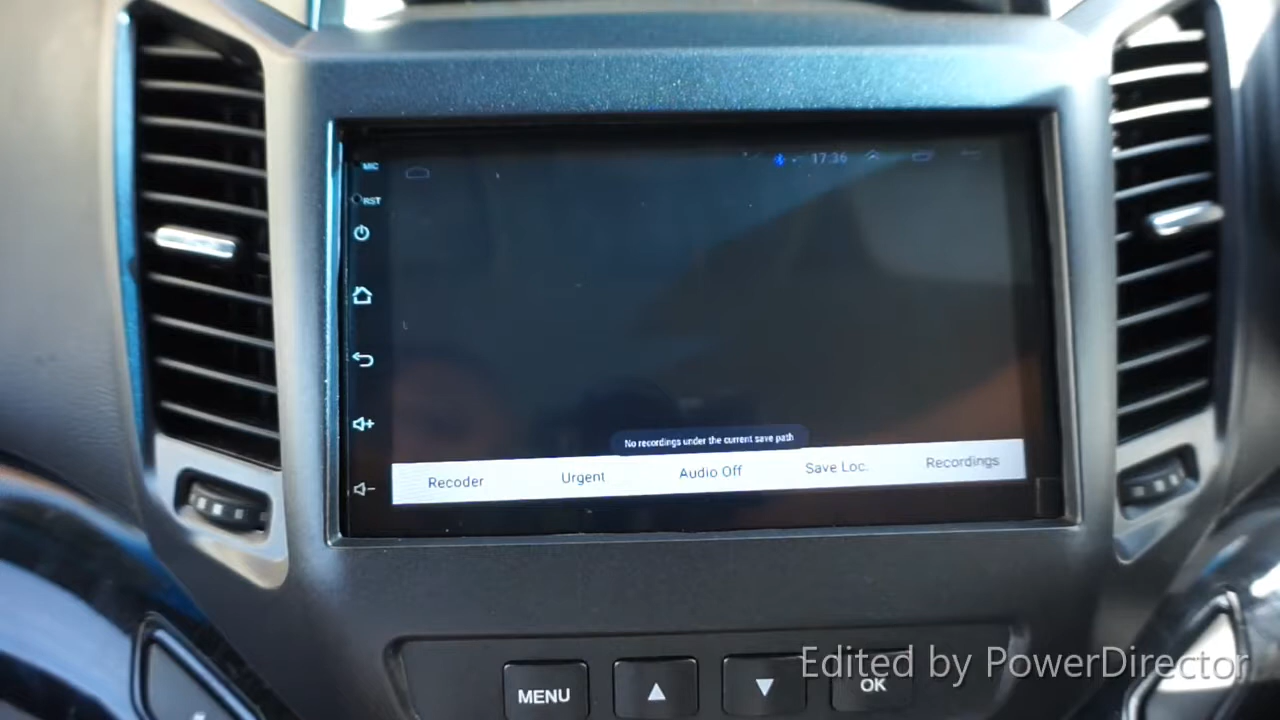 MIC
17:36
RST
No recordings under the current save path
Recoder Urgent Audio Off Save Loc. Recordings
MENU OK
Edited by PowerDirector